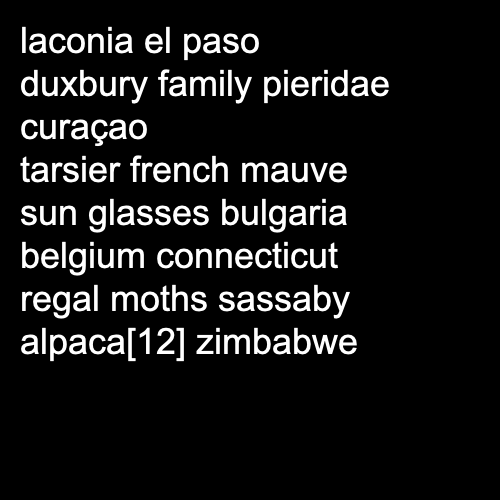 laconia el paso
duxbury family pieridae
curaçao
tarsier french mauve
sun glasses bulgaria
belgium connecticut
regal moths sassaby
alpaca[12] zimbabwe